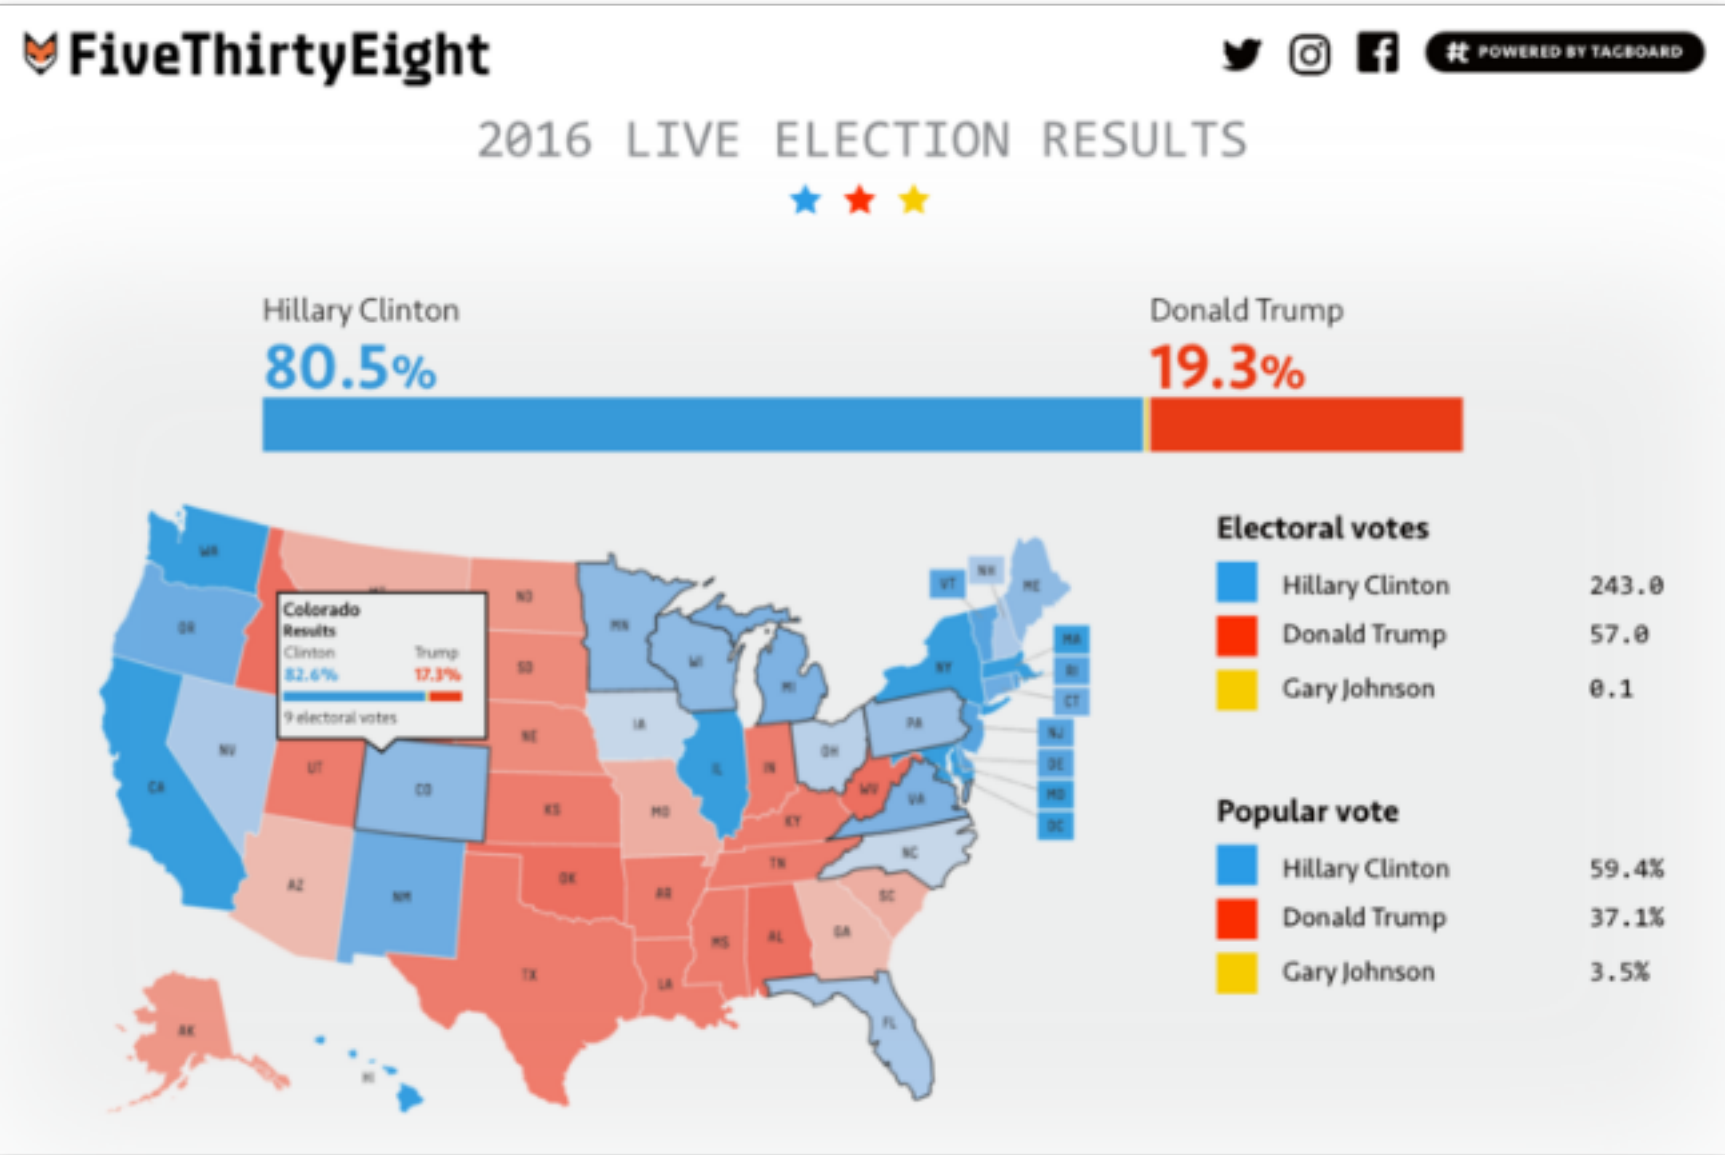 FiveThirtyEight
POWERED BY TAGBOARD
2016 LIVE ELECTION RESULTS
Hillary Clinton
Donald Trump
80.5%
19.3%
Electoral votes
Hillary Clinton 243.0
Donald Trump 57.0
Gary Johnson 0.1
Popular vote
Hillary Clinton 59.4%
Donald Trump 37.1%
Gary Johnson 3.5%
Colorado
Results
Clinton Trump
82.6% 17.3%
9 electoral votes
WA
OR
CA
NV
UT
AZ
CO
NM
ND
SD
NE
KS
OK
TX
MN
IA
MO
AR
LA
WI
IL
MS
MI
IN
KY
TN
AL
OH
WV
GA
FL
SC
NC
VA
PA
NY
VT
NH
ME
MA
RI
CT
NJ
DE
MD
DC
AK
HI